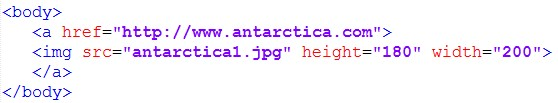 <body>
<a href="http://www.antarctica.com">
<img src="antarctica1.jpg" height="180" width="200">
</a>
</body>